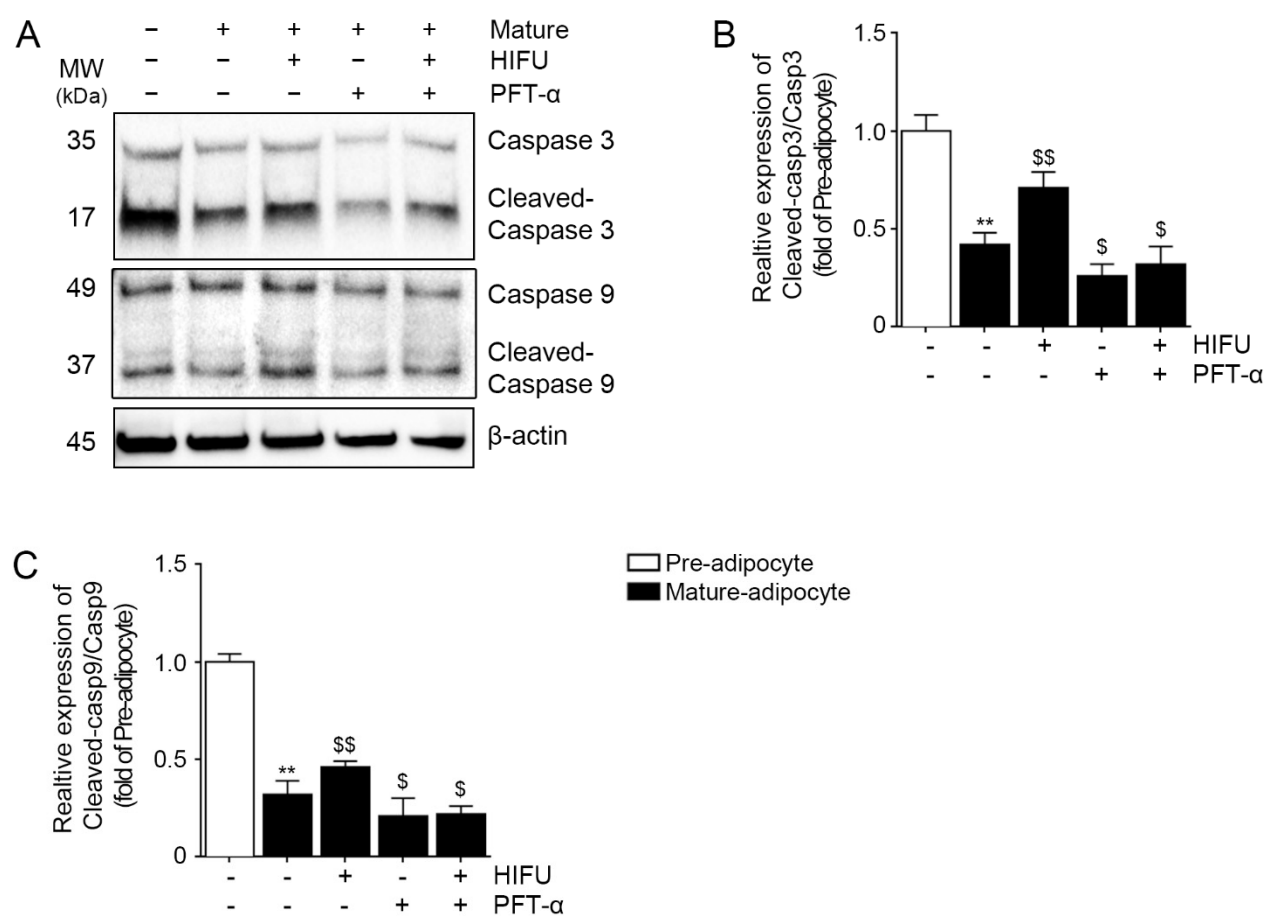 A
– + + + + Mature
– – + – + HIFU
MW
(kDa)
– – – + + PFT-α
35 Caspase 3
17 Cleaved-
Caspase 3
49 Caspase 9
37 Cleaved-
Caspase 9
45 β-actin
B
Realtive expression of
Cleaved-casp3/Casp3
(fold of Pre-adipocyte)
1.5
1.0
0.5
0
**
$$
$
$
- - + - + HIFU
- - - + + PFT-α
C
Realtive expression of
Cleaved-casp9/Casp9
(fold of Pre-adipocyte)
1.5
1.0
0.5
0
**
$$
$
$
- - + - + HIFU
- - - + + PFT-α
Pre-adipocyte
Mature-adipocyte